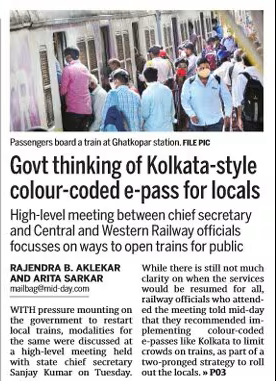 Passengers board a train at Ghatkopar station. FILE PIC
Govt thinking of Kolkata-style
colour-coded e-pass for locals
High-level meeting between chief secretary
and Central and Western Railway officials
focusses on ways to open trains for public
RAJENDRA B. AKLEKAR
AND ARITA SARKAR
mailbag@mid-day.com
WITH pressure mounting on
the government to restart
local trains, modalities for
the same were discussed at
a high-level meeting held
with state chief secretary
Sanjay Kumar on Tuesday.
While there is still not much
clarity on when the services
would be resumed for all,
railway officials who attend-
ed the meeting told mid-day
that they recommended im-
plementing colour-coded
e-passes like Kolkata to limit
crowds on trains, as part of a
two-pronged strategy to roll
out the locals. » P03